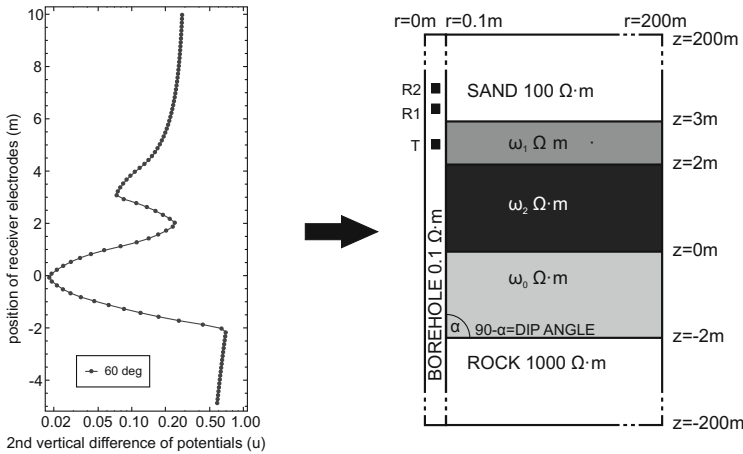 10
8
6
4
2
0
-2
-4
position of receiver electrodes (m)
60 deg
0.02 0.05 0.10 0.20 0.50 1.00
2nd vertical difference of potentials (u)
r=0m r=0.1m r=200m
z=200m
R2
R1
T
SAND 100 Ω·m
z=3m
ω₁ Ω m
z=2m
ω₂ Ω·m
z=0m
ω₀ Ω·m
BOREHOLE 0.1 Ω·m
α
90-α=DIP ANGLE
z=-2m
ROCK 1000 Ω·m
z=-200m